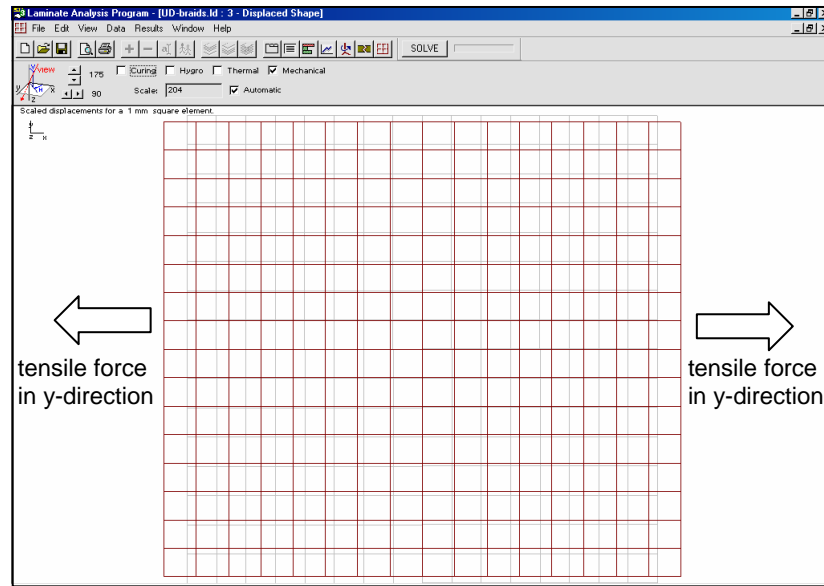 Laminate Analysis Program - [UD-braids.ld : 3 - Displaced Shape]
File Edit View Data Results Window Help
SOLVE
View 175 Curing Hygro Thermal Mechanical
y x H z 90 Scale: 204 Automatic
Scaled displacements for a 1 mm square element.
y
z x
tensile force
in y-direction
tensile force
in y-direction